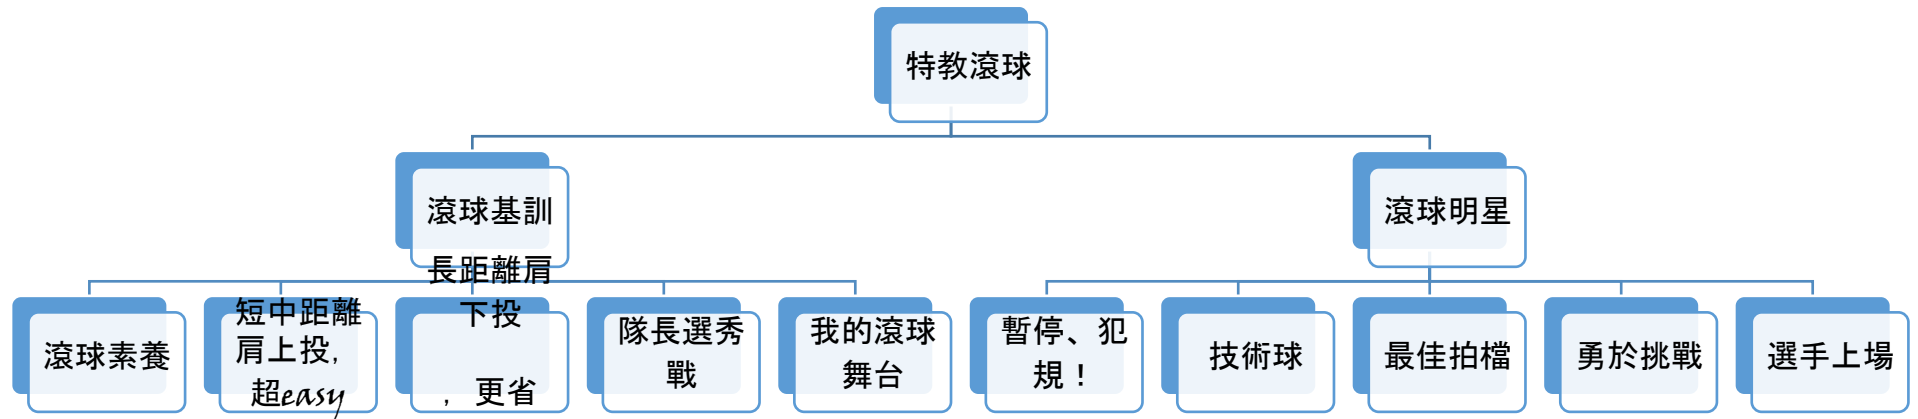 特教滾球
滾球基訓
滾球明星
滾球素養
短中距離
肩上投,
超easy
長距離肩
下投
，更省
隊長選秀
戰
我的滾球
舞台
暫停、犯
規！
技術球
最佳拍檔
勇於挑戰
選手上場